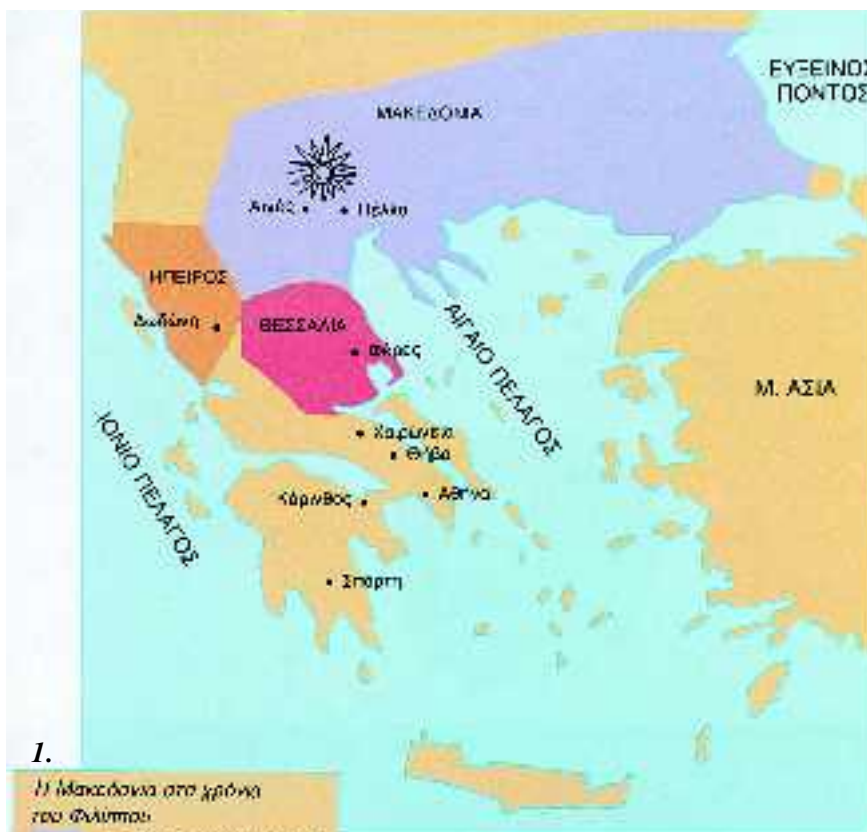 ΕΥΞΕΙΝΟΣ
ΠΟΝΤΟΣ
ΜΑΚΕΔΟΝΙΑ
Πέλλα
ΗΠΕΙΡΟΣ
Δωδώνη
ΘΕΣΣΑΛΙΑ
Φέρες
ΑΙΓΑΙΟ ΠΕΛΑΓΟΣ
Μ. ΑΣΙΑ
ΙΟΝΙΟ ΠΕΛΑΓΟΣ
Χαιρώνεια
Θήβα
Κόρινθος
Αθήνα
Σπάρτη
1.
Η Μακεδονία στα χρόνια
του Φιλίππου